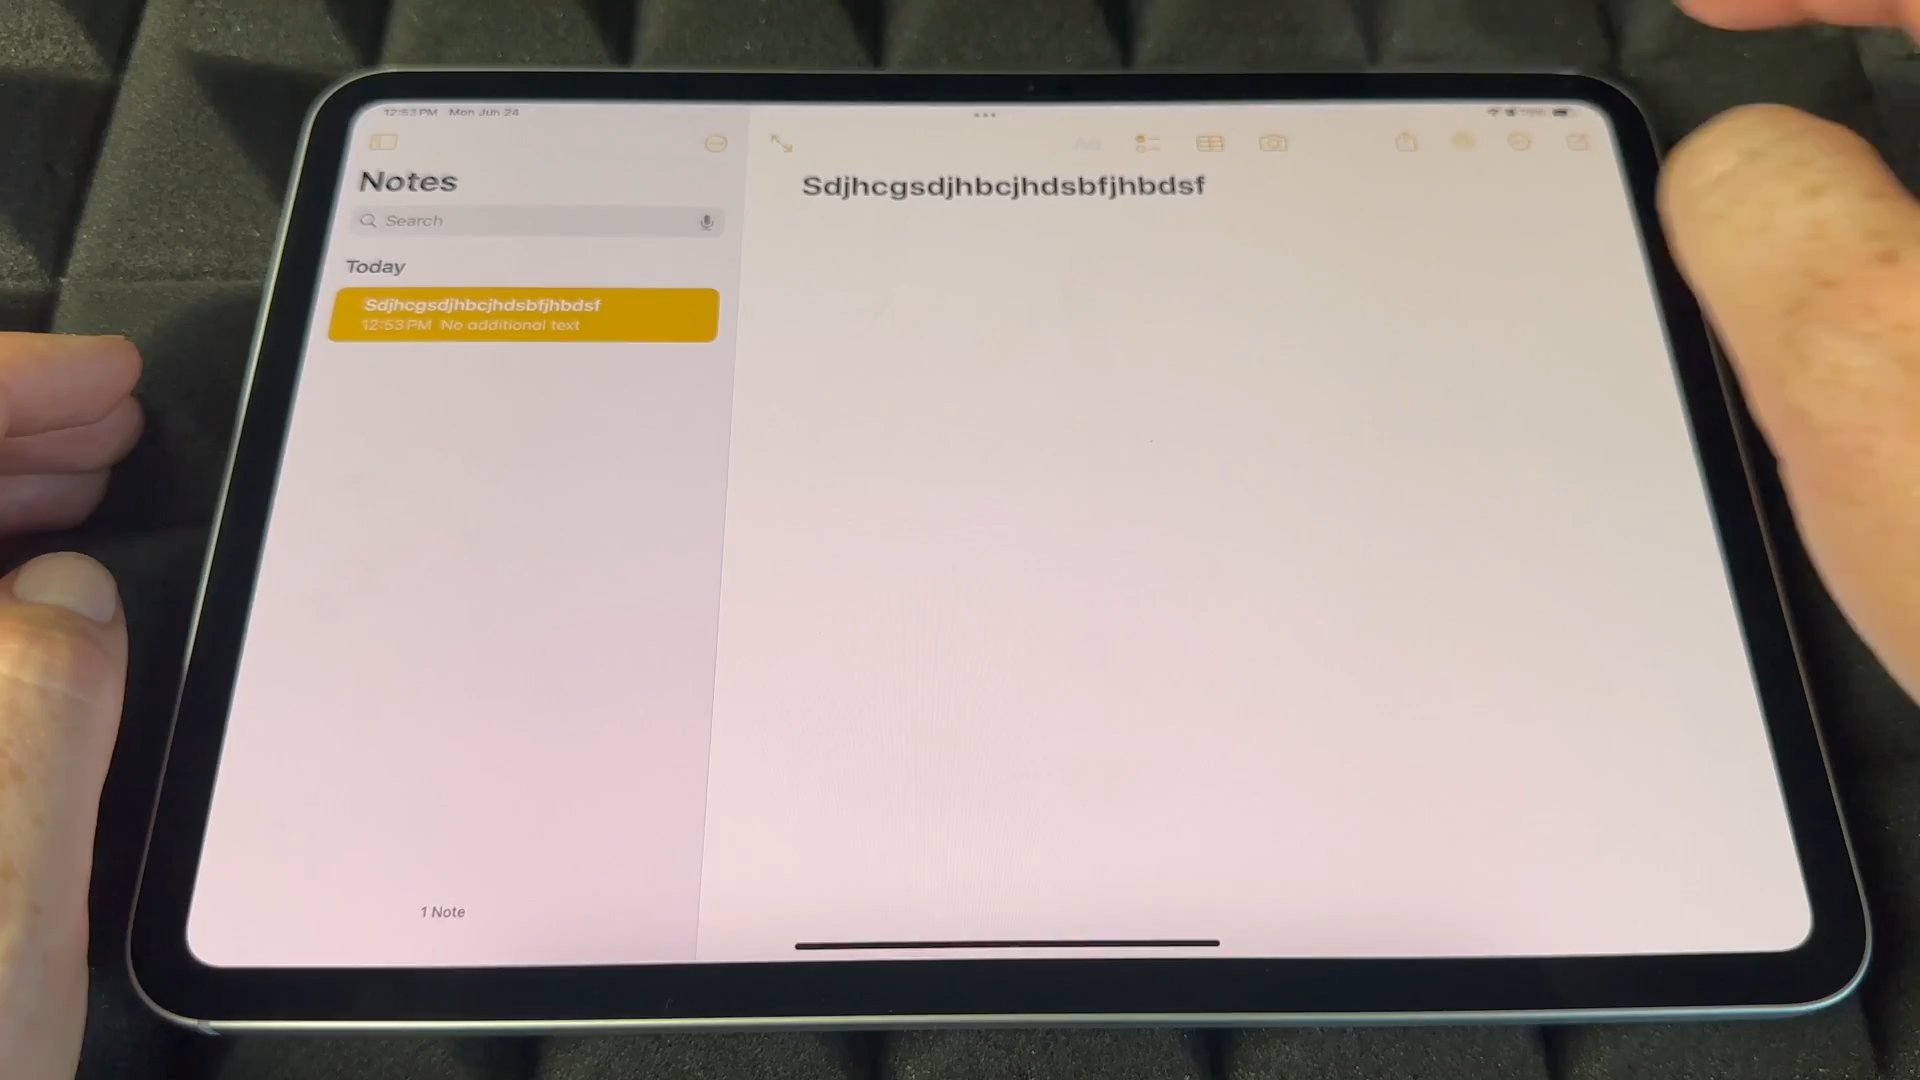 12:53 PM Mon Jun 24
Notes
Search
Today
Sdjhcgsdjhbcjhdsbfjhbdsf
12:53 PM No additional text
1 Note
Aa
Sdjhcgsdjhbcjhdsbfjhbdsf